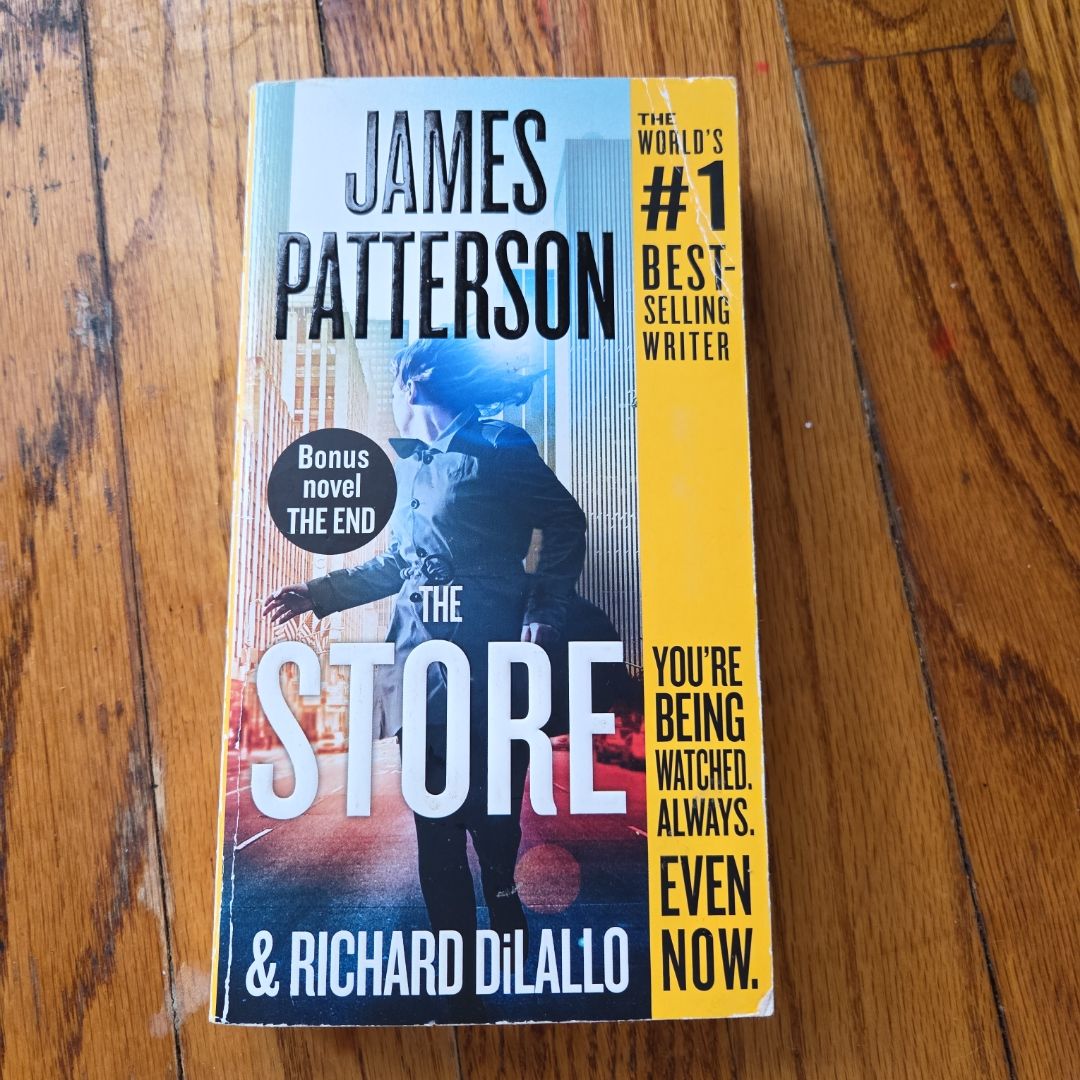 JAMES
PATTERSON
THE
WORLD'S
#1
BEST-
SELLING
WRITER
Bonus
novel
THE END
THE
STORE
YOU'RE
BEING
WATCHED.
ALWAYS.
EVEN
NOW.
& RICHARD DiLALLO